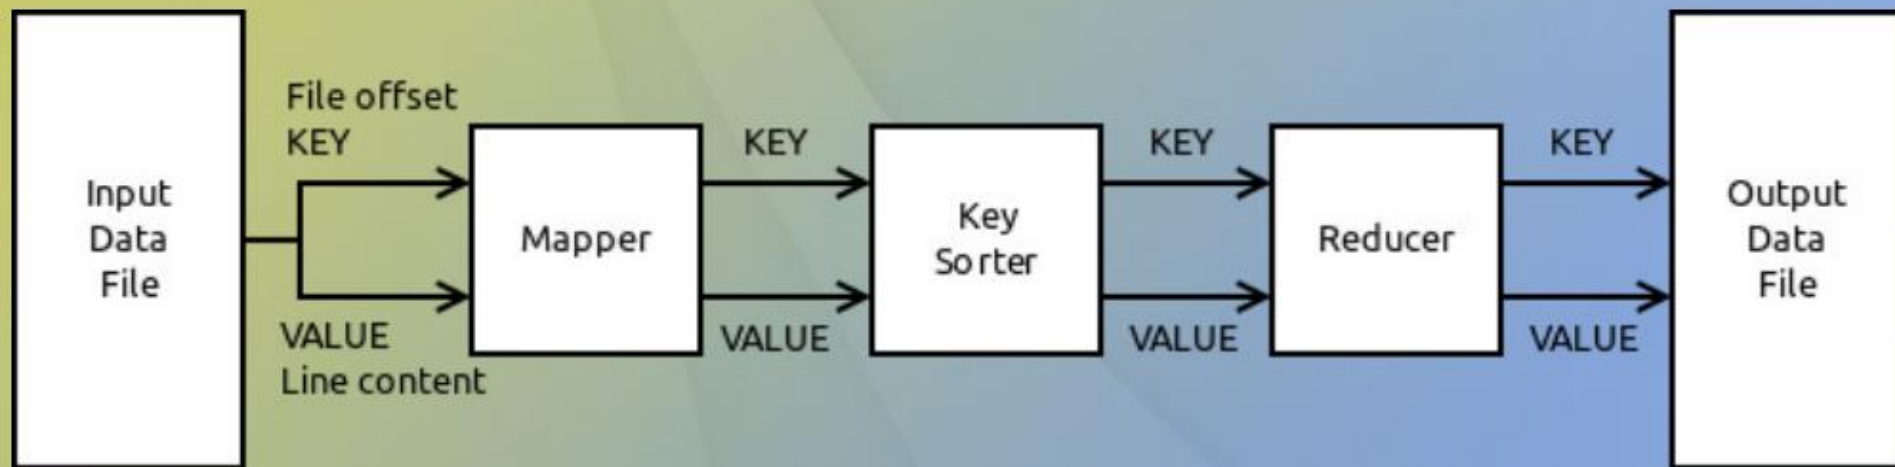 Input
Data
File
File offset
KEY
VALUE
Line content
Mapper
KEY
VALUE
Key
Sorter
KEY
VALUE
Reducer
KEY
VALUE
Output
Data
File